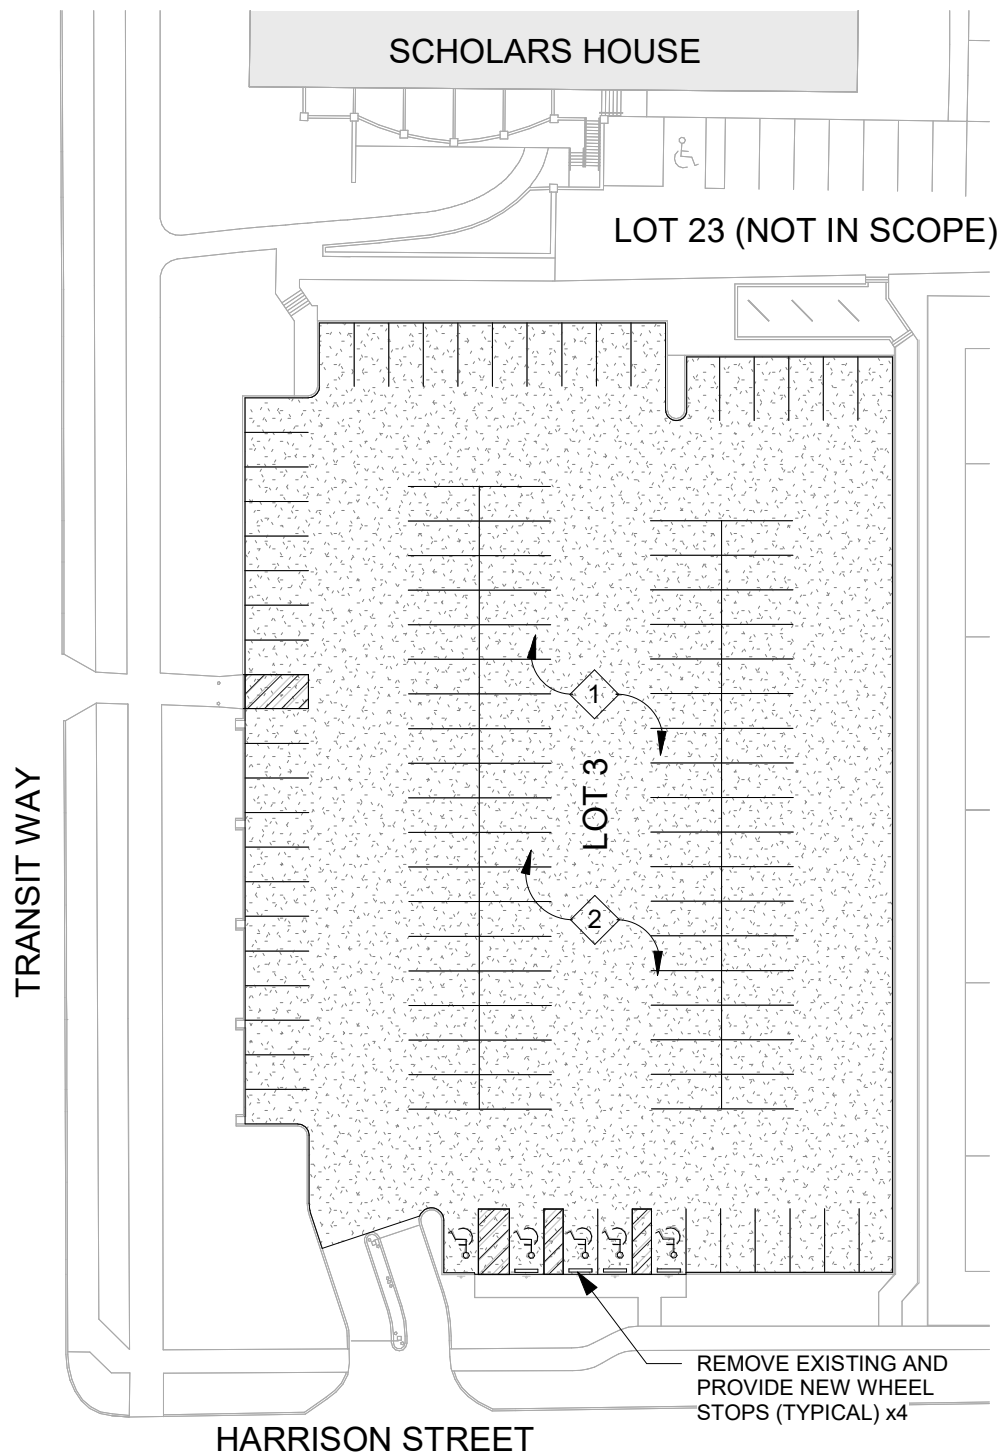 SCHOLARS HOUSE
LOT 23 (NOT IN SCOPE)
1
LOT 3
TRANSIT WAY
2
REMOVE EXISTING AND
PROVIDE NEW WHEEL
STOPS (TYPICAL) x4
HARRISON STREET